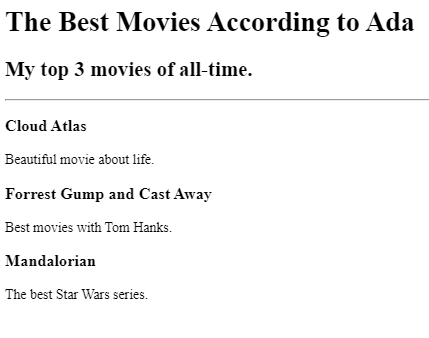 The Best Movies According to Ada
My top 3 movies of all-time.
Cloud Atlas
Beautiful movie about life.
Forrest Gump and Cast Away
Best movies with Tom Hanks.
Mandalorian
The best Star Wars series.